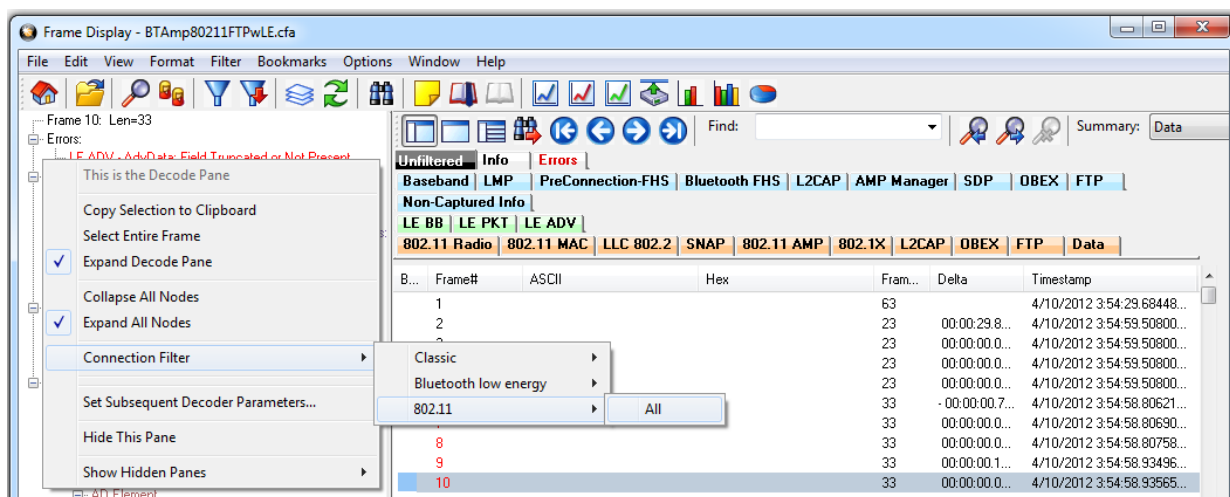 Frame Display - BTAmp80211FTPwLE.cfa
File Edit View Format Filter Bookmarks Options Window Help
Frame 10: Len=33
Errors:
LE ADV - AdvData: Field Truncated or Not Present
This is the Decode Pane
Copy Selection to Clipboard
Select Entire Frame
Expand Decode Pane
Collapse All Nodes
Expand All Nodes
Connection Filter
Set Subsequent Decoder Parameters...
Hide This Pane
Show Hidden Panes
AD Element
Classic
Bluetooth low energy
802.11
All
Find:
Summary: Data
Unfiltered Info Errors
Baseband LMP PreConnection-FHS Bluetooth FHS L2CAP AMP Manager SDP OBEX FTP
Non-Captured Info
LE BB LE PKT LE ADV
802.11 Radio 802.11 MAC LLC 802.2 SNAP 802.11 AMP 802.1X L2CAP OBEX FTP Data
B... Frame# ASCII Hex Fram... Delta Timestamp
1 63 4/10/2012 3:54:29.68448...
2 23 00:00:29.8... 4/10/2012 3:54:59.50800...
23 00:00:00.0... 4/10/2012 3:54:59.50800...
23 00:00:00.0... 4/10/2012 3:54:59.50800...
23 00:00:00.0... 4/10/2012 3:54:59.50800...
33 - 00:00:00.7... 4/10/2012 3:54:58.80621...
33 00:00:00.0... 4/10/2012 3:54:58.80690...
8 33 00:00:00.0... 4/10/2012 3:54:58.80758...
9 33 00:00:00.1... 4/10/2012 3:54:58.93496...
10 33 00:00:00.0... 4/10/2012 3:54:58.93565...